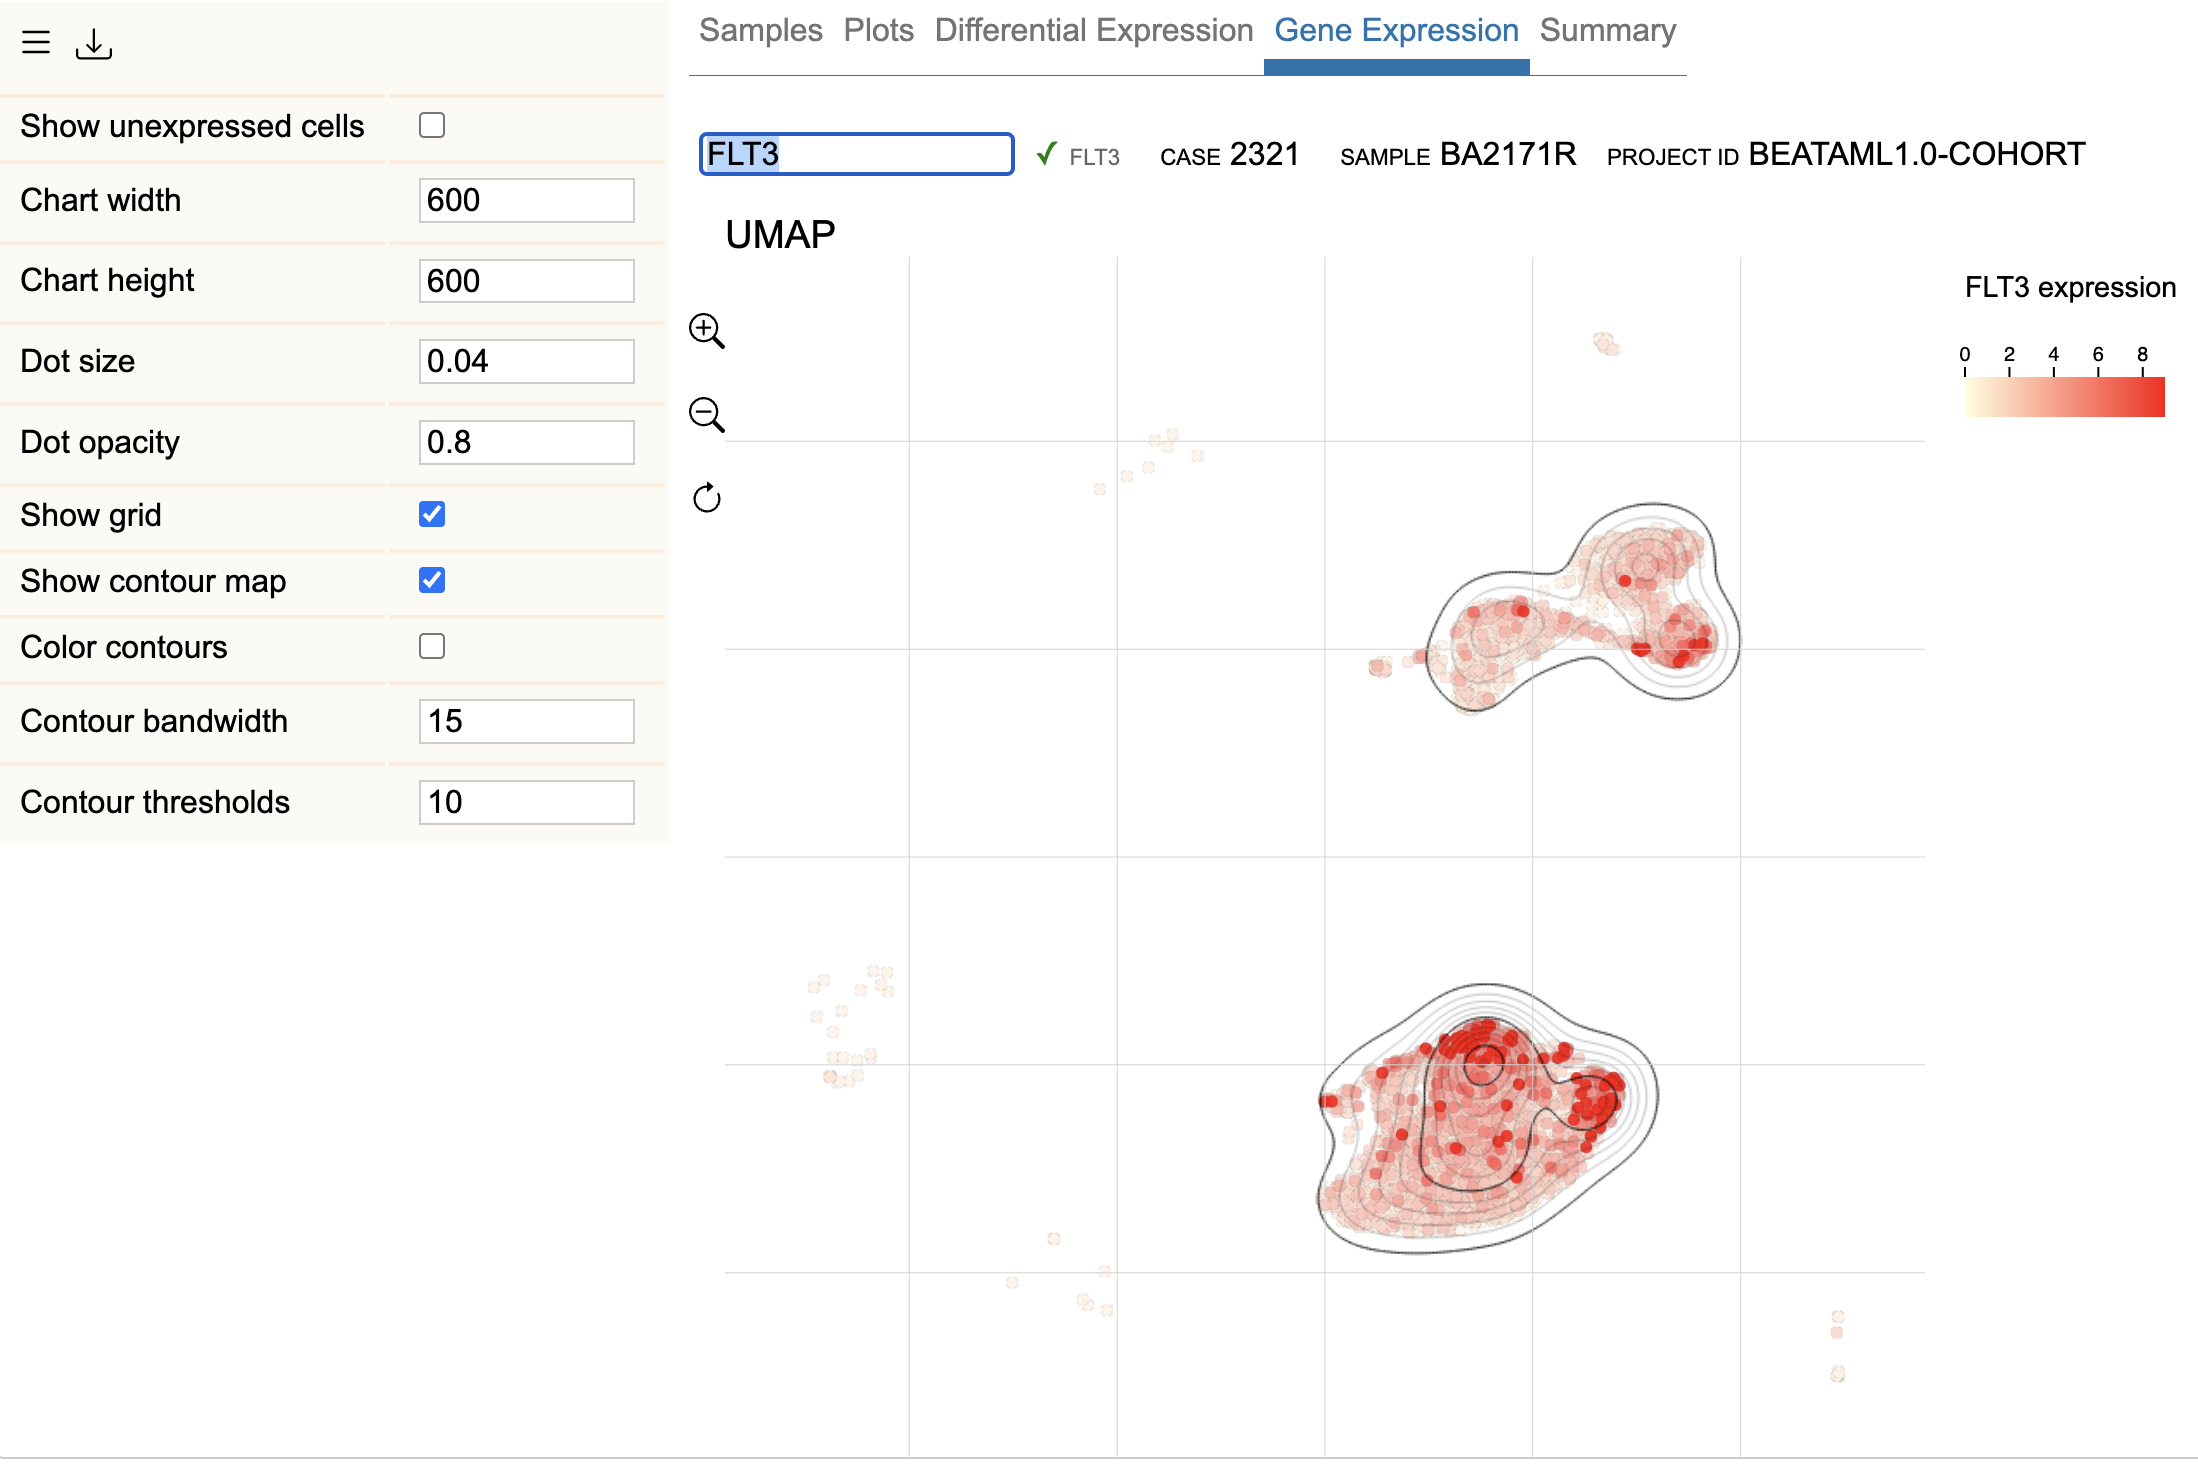 Samples Plots Differential Expression Gene Expression Summary
Show unexpressed cells
Chart width 600
Chart height 600
Dot size 0.04
Dot opacity 0.8
Show grid
Show contour map
Color contours
Contour bandwidth 15
Contour thresholds 10
FLT3 ✓ FLT3 CASE 2321 SAMPLE BA2171R PROJECT ID BEATAML1.0-COHORT
UMAP
FLT3 expression
0 2 4 6 8